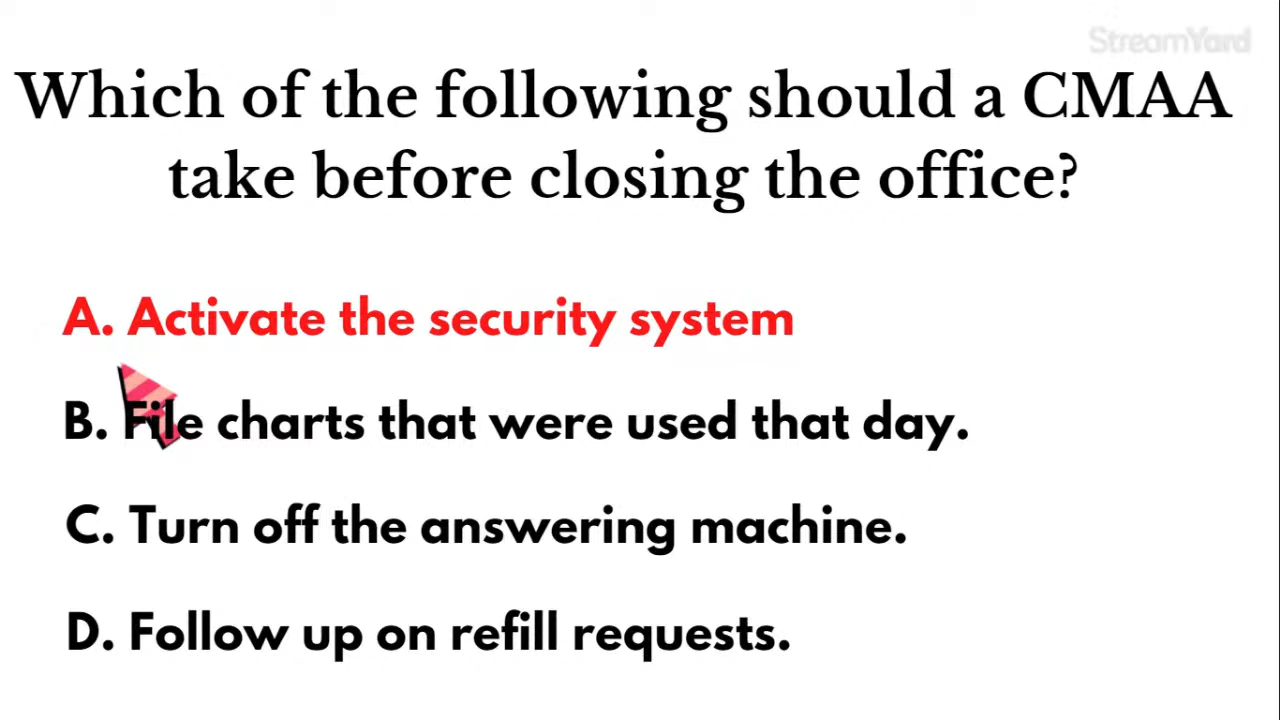 StreamYard
Which of the following should a CMAA
take before closing the office?
A. Activate the security system
B. File charts that were used that day.
C. Turn off the answering machine.
D. Follow up on refill requests.